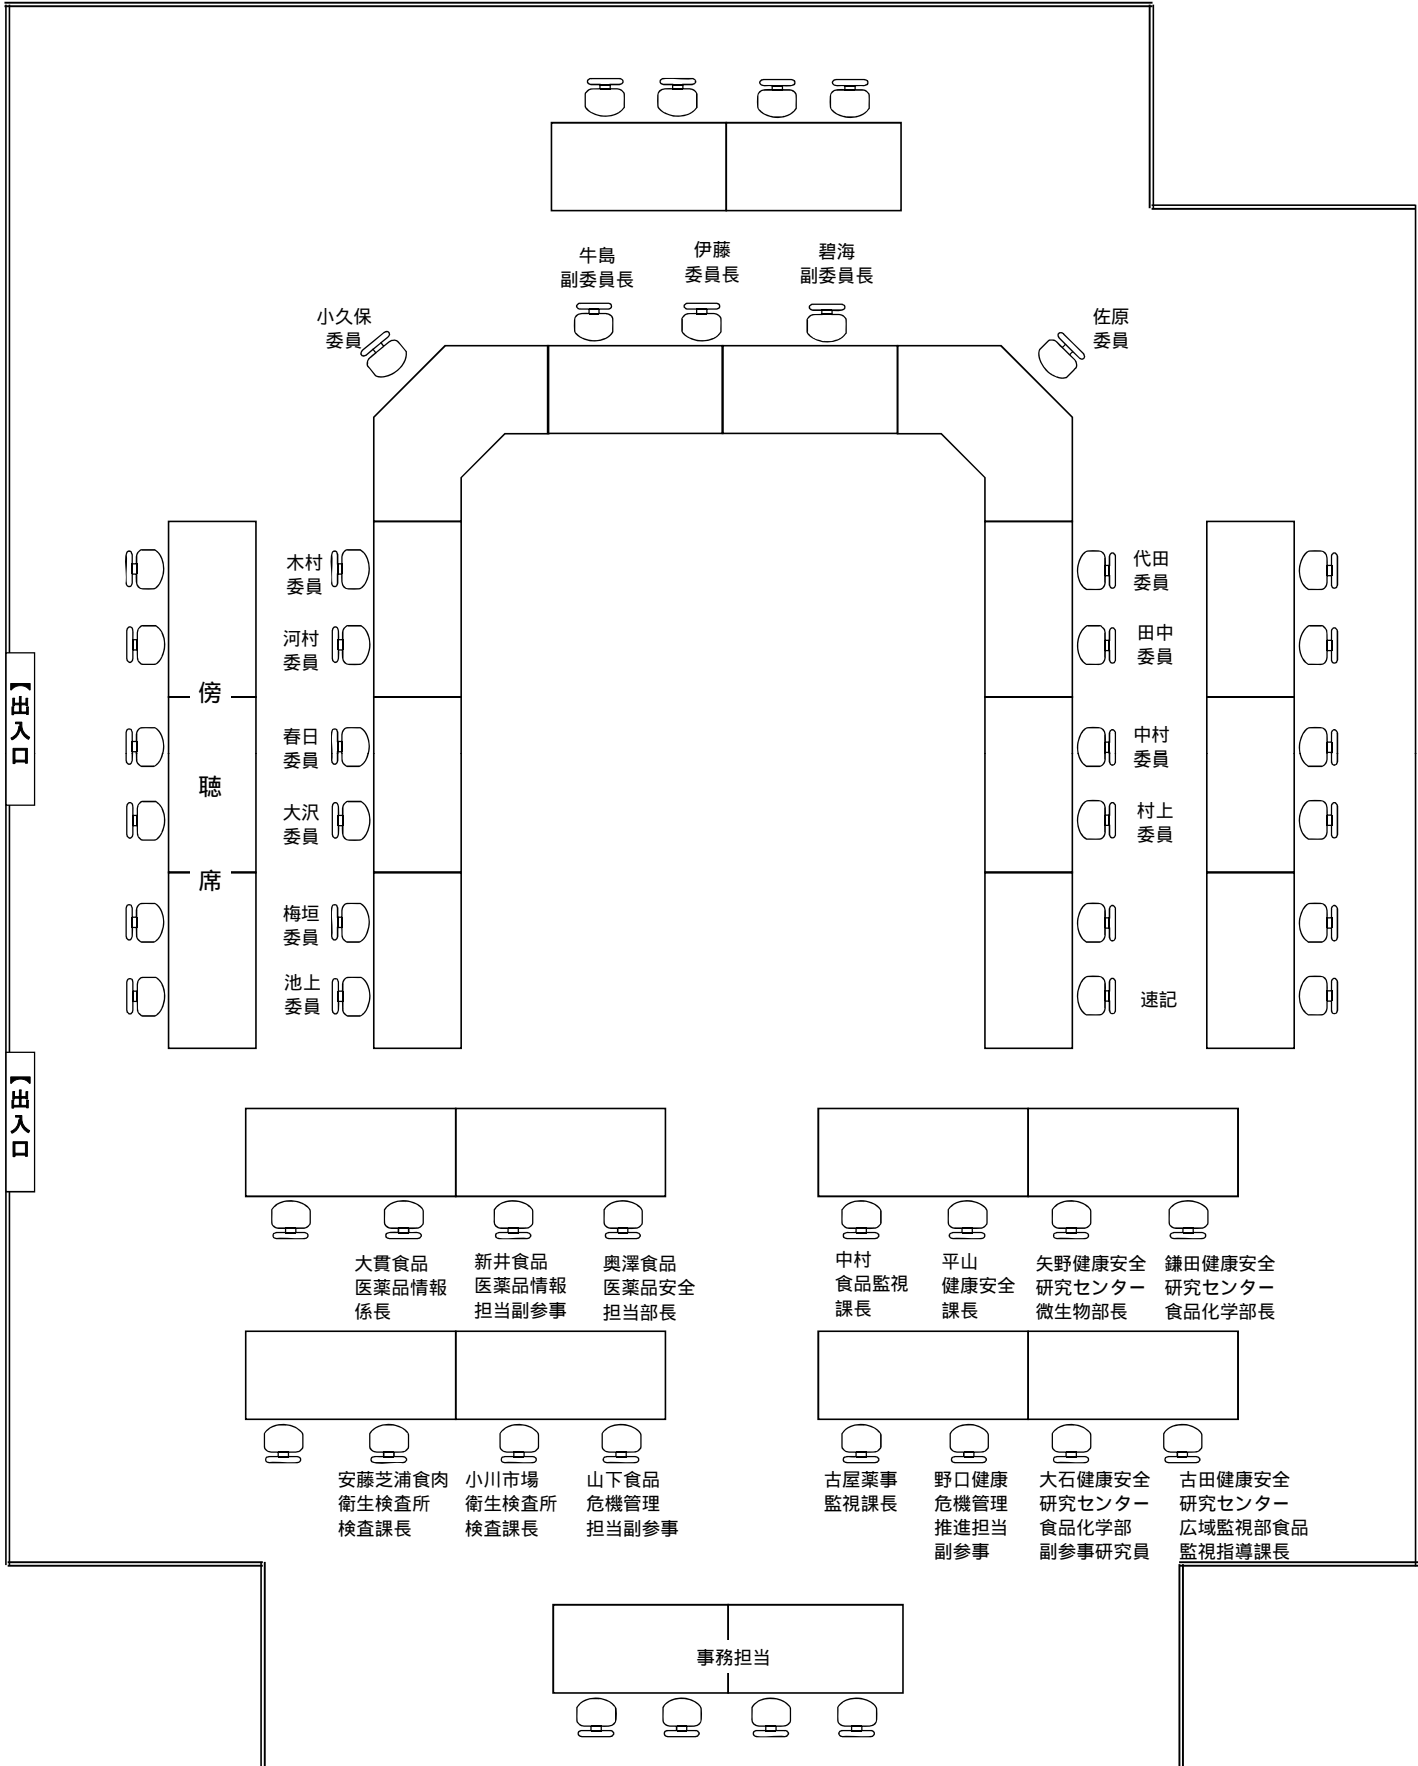 牛島
副委員長
伊藤
委員長
碧海
副委員長
小久保
委員
佐原
委員
木村
委員
河村
委員
春日
委員
大沢
委員
梅垣
委員
池上
委員
代田
委員
田中
委員
中村
委員
村上
委員
速記
傍
聴
席
【出入口
【出入口
大貫食品
医薬品情報
係長
新井食品
医薬品情報
担当副参事
奥澤食品
医薬品安全
担当部長
中村
食品監視
課長
平山
健康安全
課長
矢野健康安全
研究センター
微生物部長
鎌田健康安全
研究センター
食品化学部長
安藤芝浦食肉
衛生検査所
検査課長
小川市場
衛生検査所
検査課長
山下食品
危機管理
担当副参事
古屋薬事
監視課長
野口健康
危機管理
推進担当
副参事
大石健康安全
研究センター
食品化学部
副参事研究員
古田健康安全
研究センター
広域監視部食品
監視指導課長
事務担当